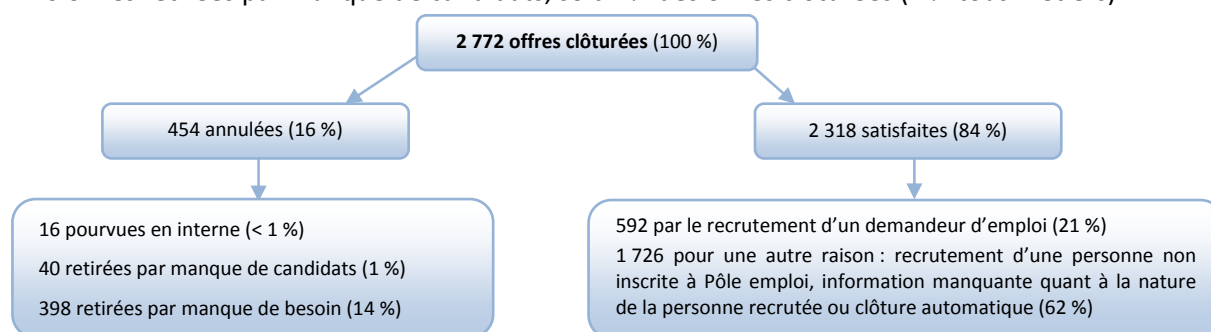 2 772 offres clôturées (100 %)
454 annulées (16 %)
2 318 satisfaites (84 %)
16 pourvues en interne (< 1 %)
40 retirées par manque de candidats (1 %)
398 retirées par manque de besoin (14 %)
592 par le recrutement d’un demandeur d’emploi (21 %)
1 726 pour une autre raison : recrutement d’une personne non
inscrite à Pôle emploi, information manquante quant à la nature
de la personne recrutée ou clôture automatique (62 %)